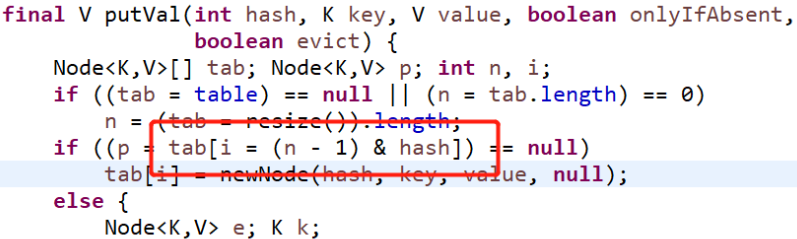 final V putVal(int hash, K key, V value, boolean onlyIfAbsent,
boolean evict) {
Node<K,V>[] tab; Node<K,V> p; int n, i;
if ((tab = table) == null || (n = tab.length) == 0)
n = (tab = resize()).length;
if ((p = tab[i = (n - 1) & hash]) == null)
tab[i] = newNode(hash, key, value, null);
else {
Node<K,V> e; K k;